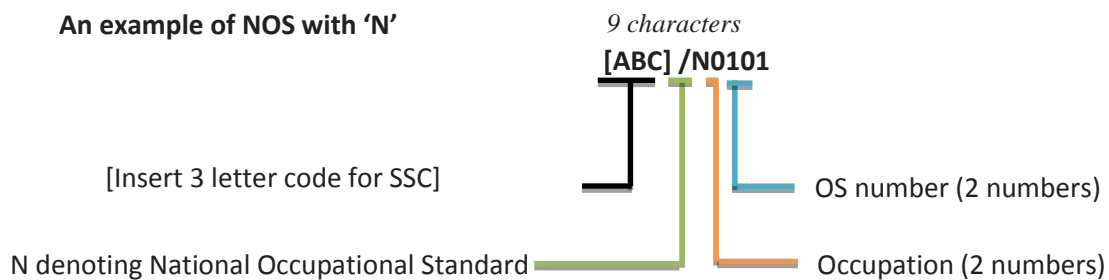 An example of NOS with ‘N’
9 characters
[ABC] /N0101
[Insert 3 letter code for SSC]
OS number (2 numbers)
N denoting National Occupational Standard
Occupation (2 numbers)